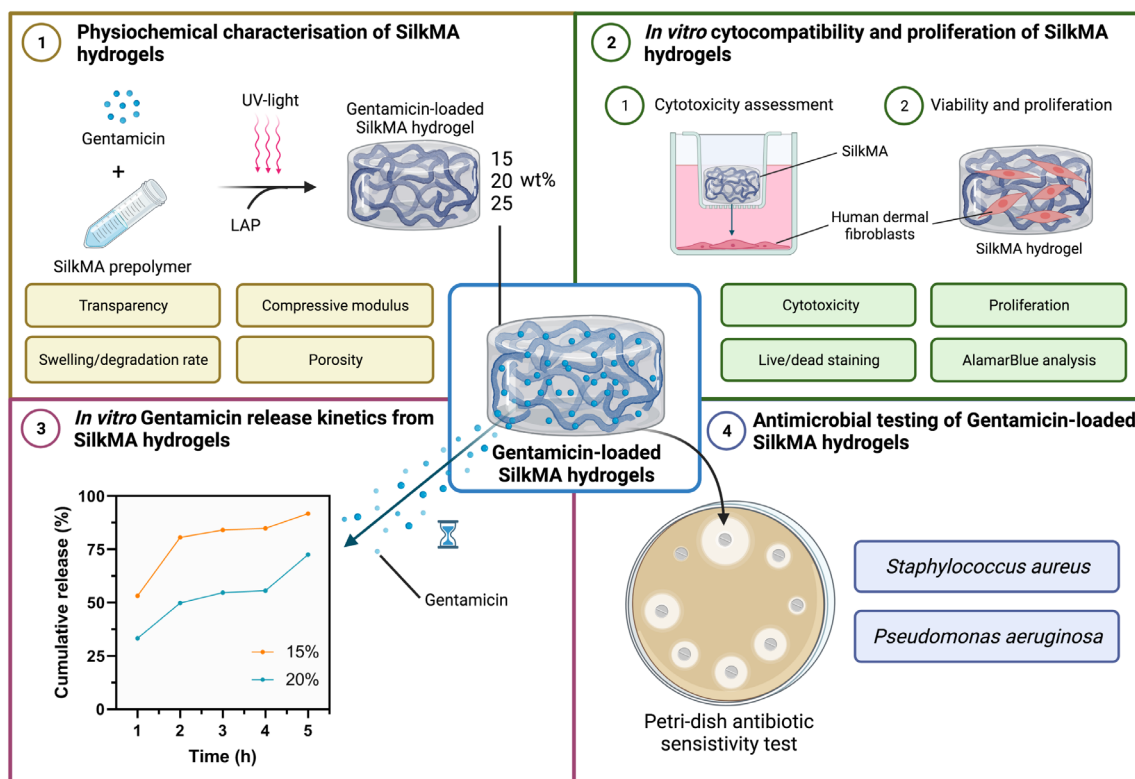 1
Physiochemical characterisation of SilkMA
hydrogels
Gentamicin
+
SilkMA prepolymer
UV-light
LAP
Gentamicin-loaded
SilkMA hydrogel
15
20 wt%
25
Transparency
Compressive modulus
Swelling/degradation rate
Porosity
2
In vitro cytocompatibility and proliferation of SilkMA
hydrogels
1 Cytotoxicity assessment
2 Viability and proliferation
SilkMA
Human dermal
fibroblasts
SilkMA hydrogel
Cytotoxicity
Proliferation
Live/dead staining
AlamarBlue analysis
Gentamicin-loaded
SilkMA hydrogels
3
In vitro Gentamicin release kinetics from
SilkMA hydrogels
Cumulative release (%)
100
75
50
25
0
1 2 3 4 5
Time (h)
15%
20%
Gentamicin
4
Antimicrobial testing of Gentamicin-loaded
SilkMA hydrogels
Staphylococcus aureus
Pseudomonas aeruginosa
Petri-dish antibiotic
sensistivity test